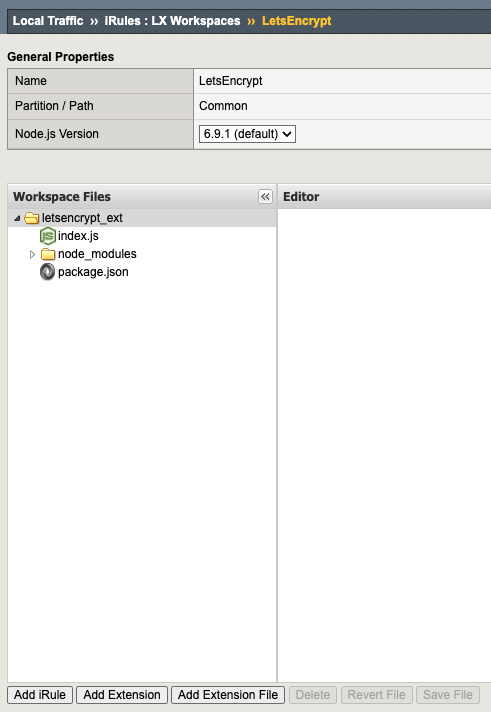 Local Traffic ›› iRules : LX Workspaces ›› LetsEncrypt
General Properties
Name LetsEncrypt
Partition / Path Common
Node.js Version 6.9.1 (default)
Workspace Files « Editor
letsencrypt_ext
JS index.js
node_modules
package.json
Add iRule Add Extension Add Extension File Delete Revert File Save File